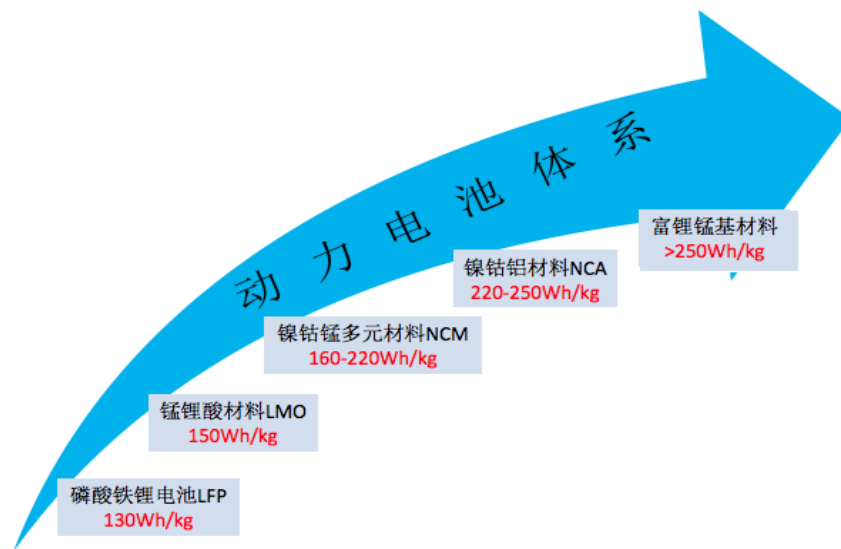 动力电池体系
富锂锰基材料
>250Wh/kg
镍钴铝材料NCA
220-250Wh/kg
镍钴锰多元材料NCM
160-220Wh/kg
锰锂酸材料LMO
150Wh/kg
磷酸铁锂电池LFP
130Wh/kg